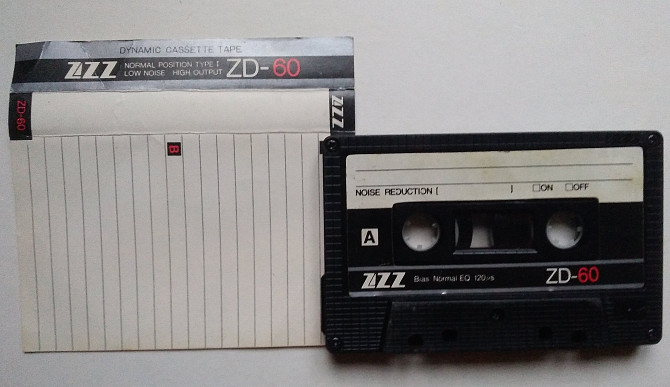 DYNAMIC CASSETTE TAPE
ZZZ NORMAL POSITION TYPE I
LOW NOISE HIGH OUTPUT ZD-60
ZD-60
ZZZ
B
NOISE REDUCTION [ ] □ON □OFF
A
ZZZ Bias Normal EQ 120μs ZD-60